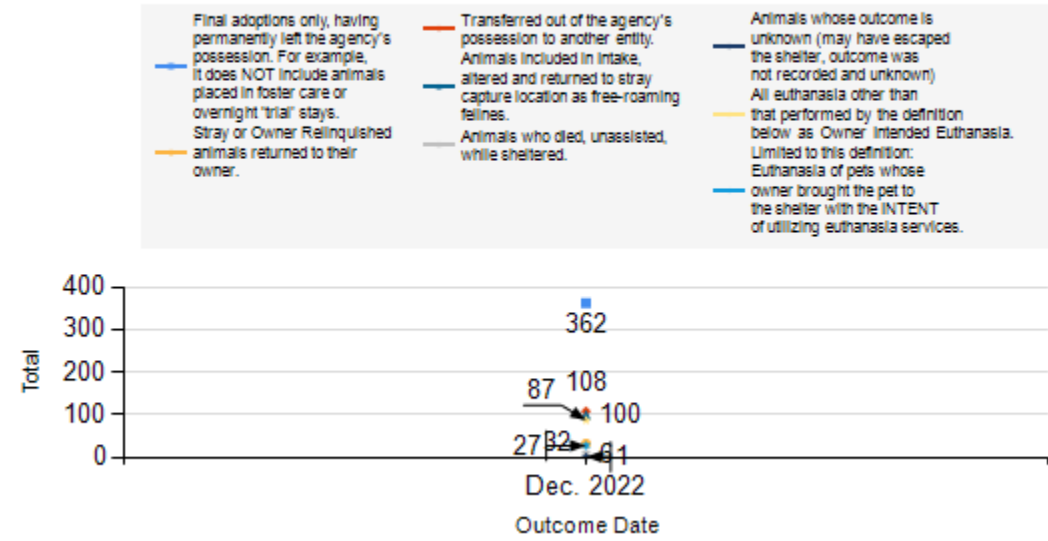 Final adoptions only, having
permanently left the agency's
possession. For example,
it does NOT include animals
placed in foster care or
overnight "trial" stays.
Stray or Owner Relinquished
animals returned to their
owner.
Transferred out of the agency's
possession to another entity.
Animals included in intake,
altered and returned to stray
capture location as free-roaming
felines.
Animals who died, unassisted,
while sheltered.
Animals whose outcome is
unknown (may have escaped
the shelter, outcome was
not recorded and unknown)
All euthanasia other than
that performed by the definition
below as Owner Intended Euthanasia.
Limited to this definition:
Euthanasia of pets whose
owner brought the pet to
the shelter with the INTENT
of utilizing euthanasia services.
400
300
200
100
0
Total
362
108
87
100
27
32
1
Dec. 2022
Outcome Date